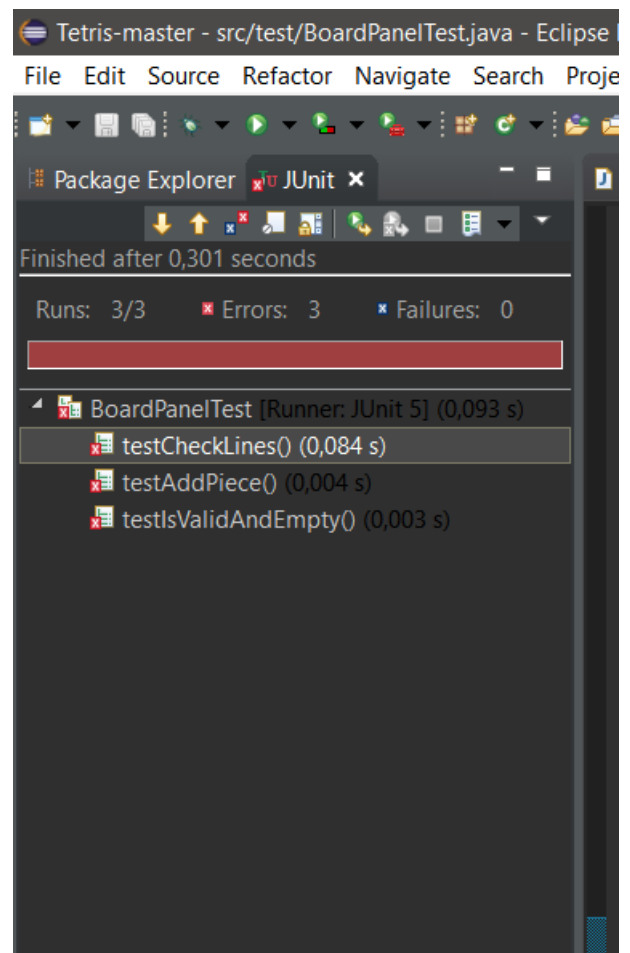 Tetris-master - src/test/BoardPanelTest.java - Eclipse
File Edit Source Refactor Navigate Search Proje
Package Explorer JUnit
Finished after 0,301 seconds
Runs: 3/3 Errors: 3 Failures: 0
BoardPanelTest [Runner: JUnit 5] (0,093 s)
testCheckLines() (0,084 s)
testAddPiece() (0,004 s)
testIsValidAndEmpty() (0,003 s)